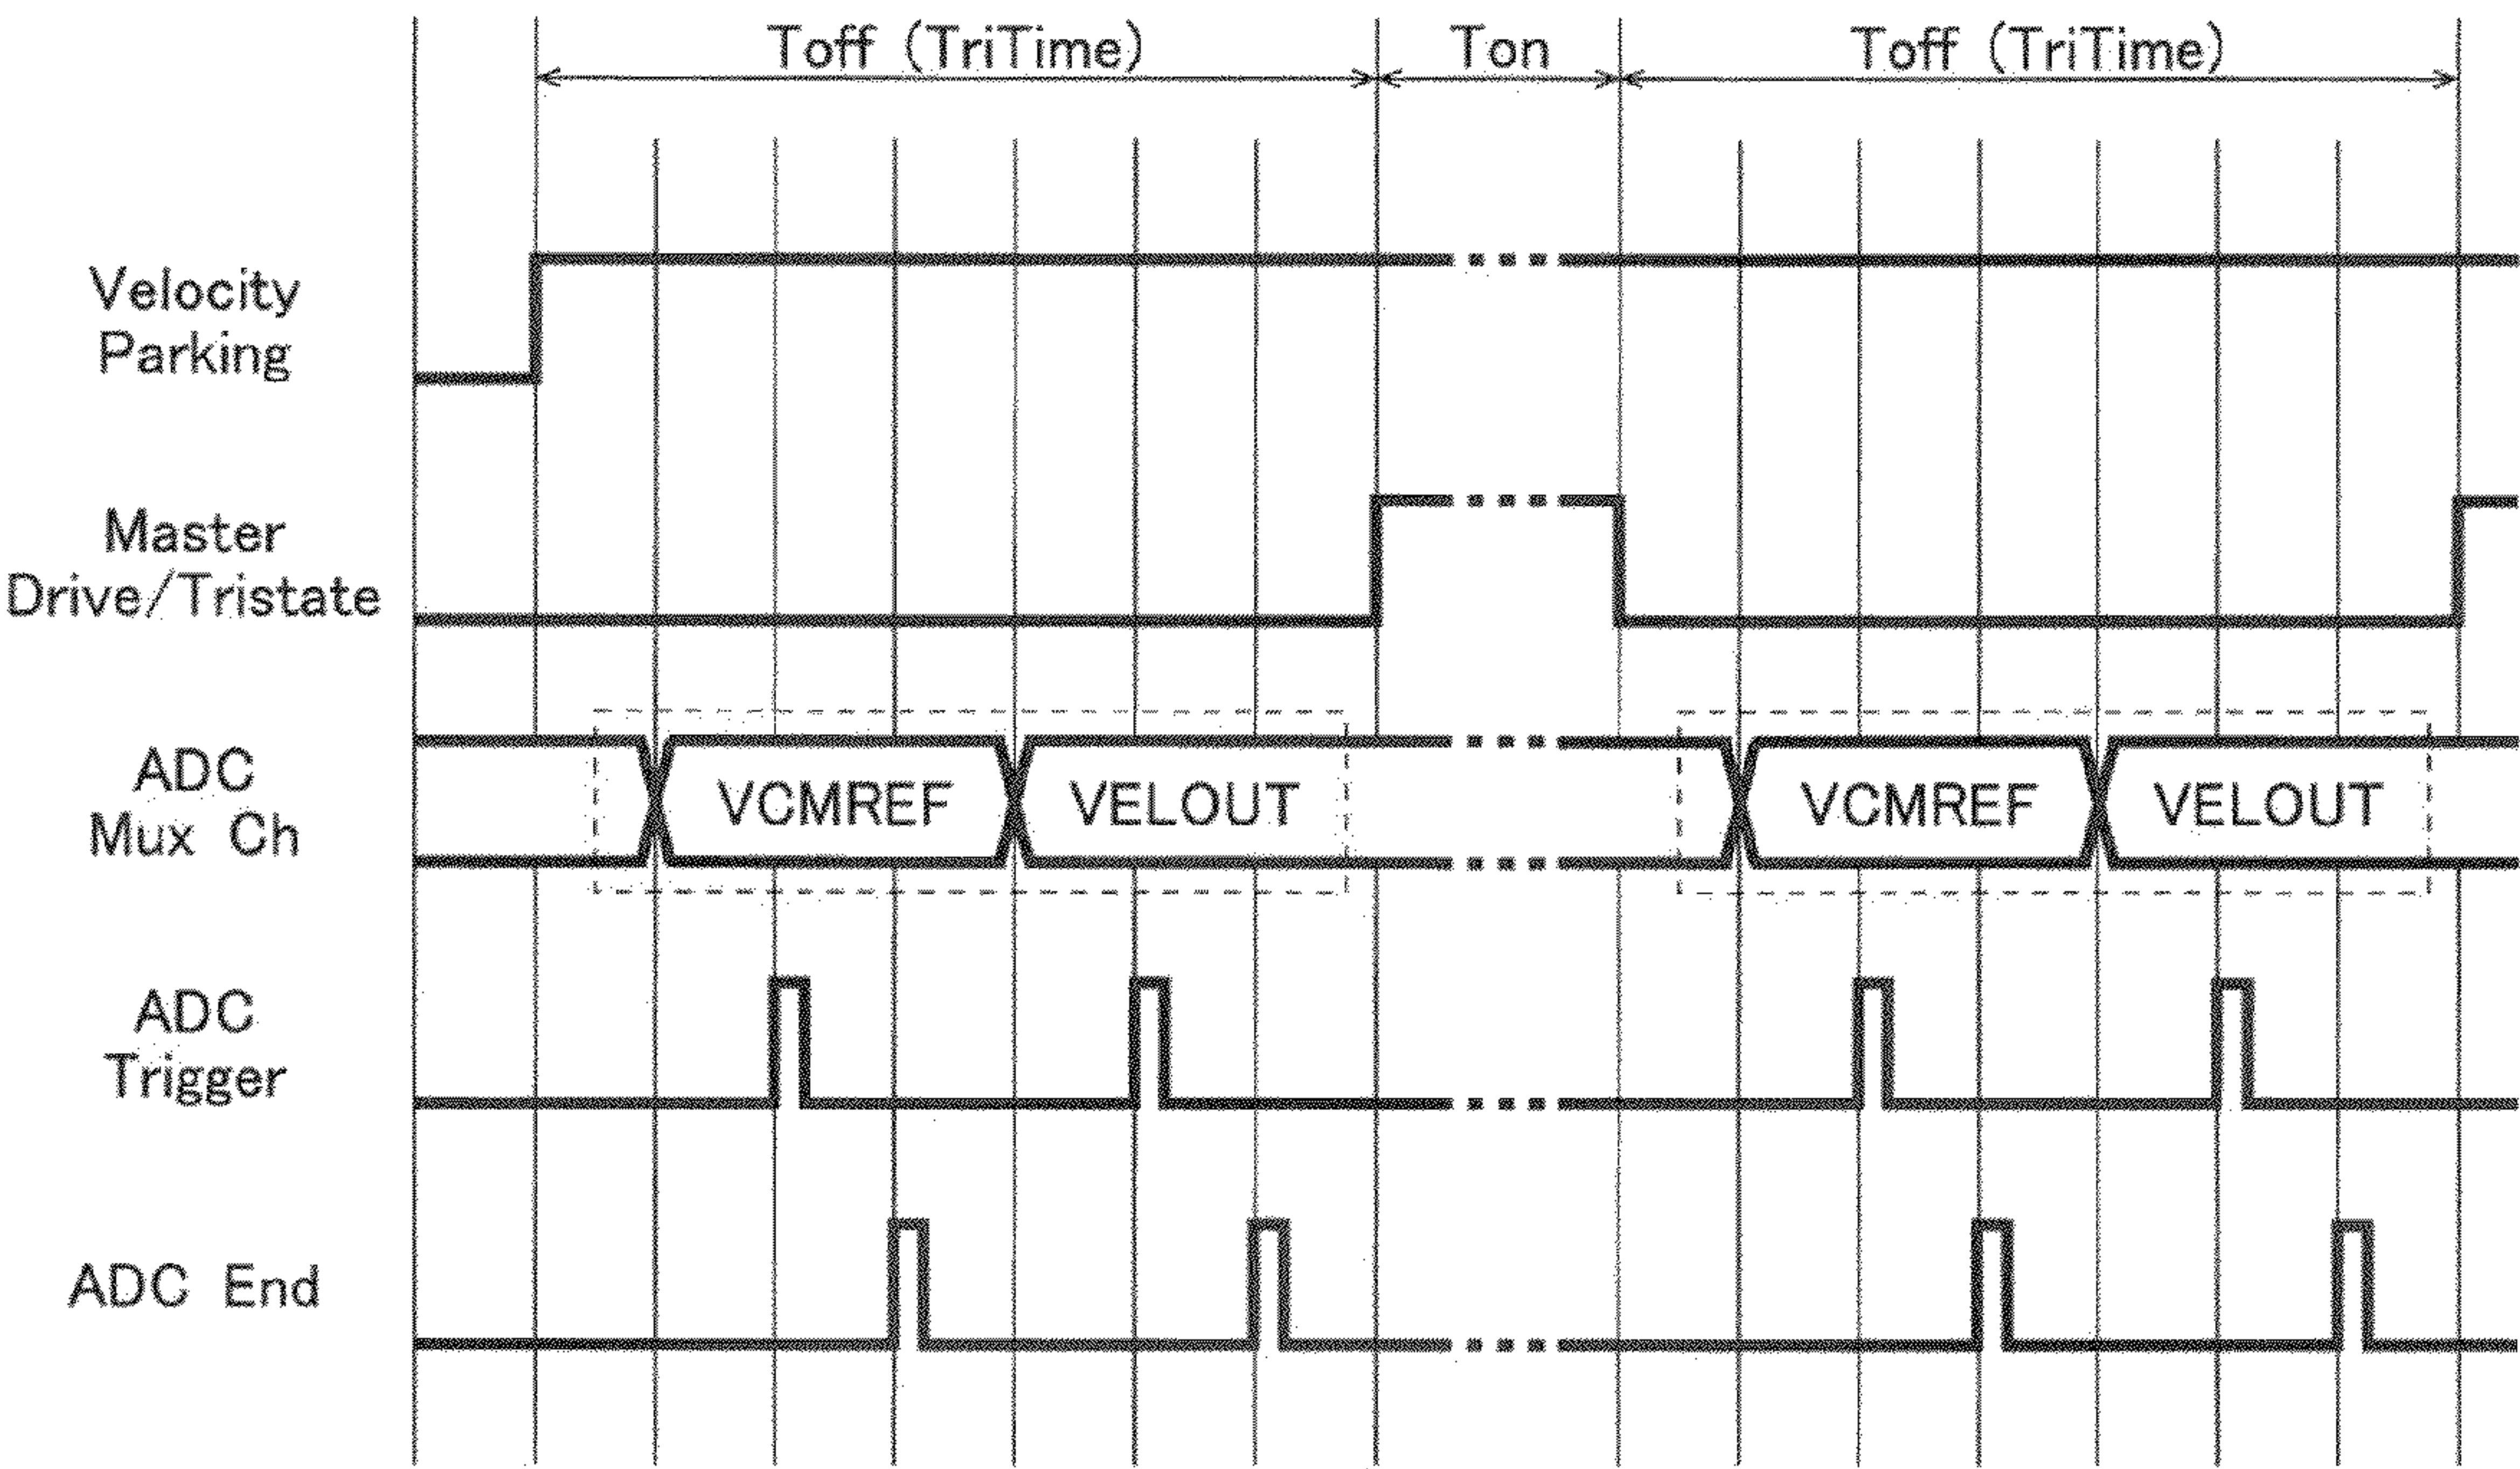 Toff (TriTime)
Ton
Toff (TriTime)
Velocity
Parking
Master
Drive/Tristate
ADC
Mux Ch
VCMREF
VELOUT
VCMREF
VELOUT
ADC
Trigger
ADC End